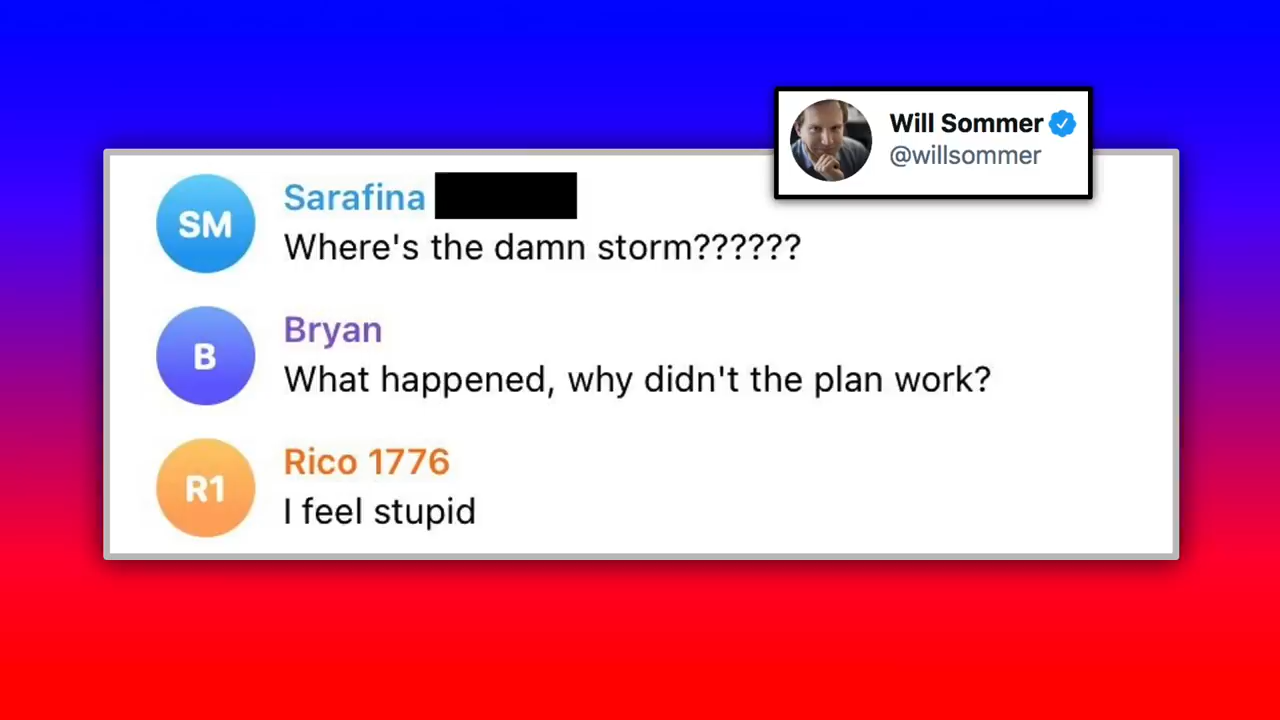 Will Sommer
@willsommer
SM
Sarafina
Where's the damn storm??????
B
Bryan
What happened, why didn't the plan work?
R1
Rico 1776
I feel stupid